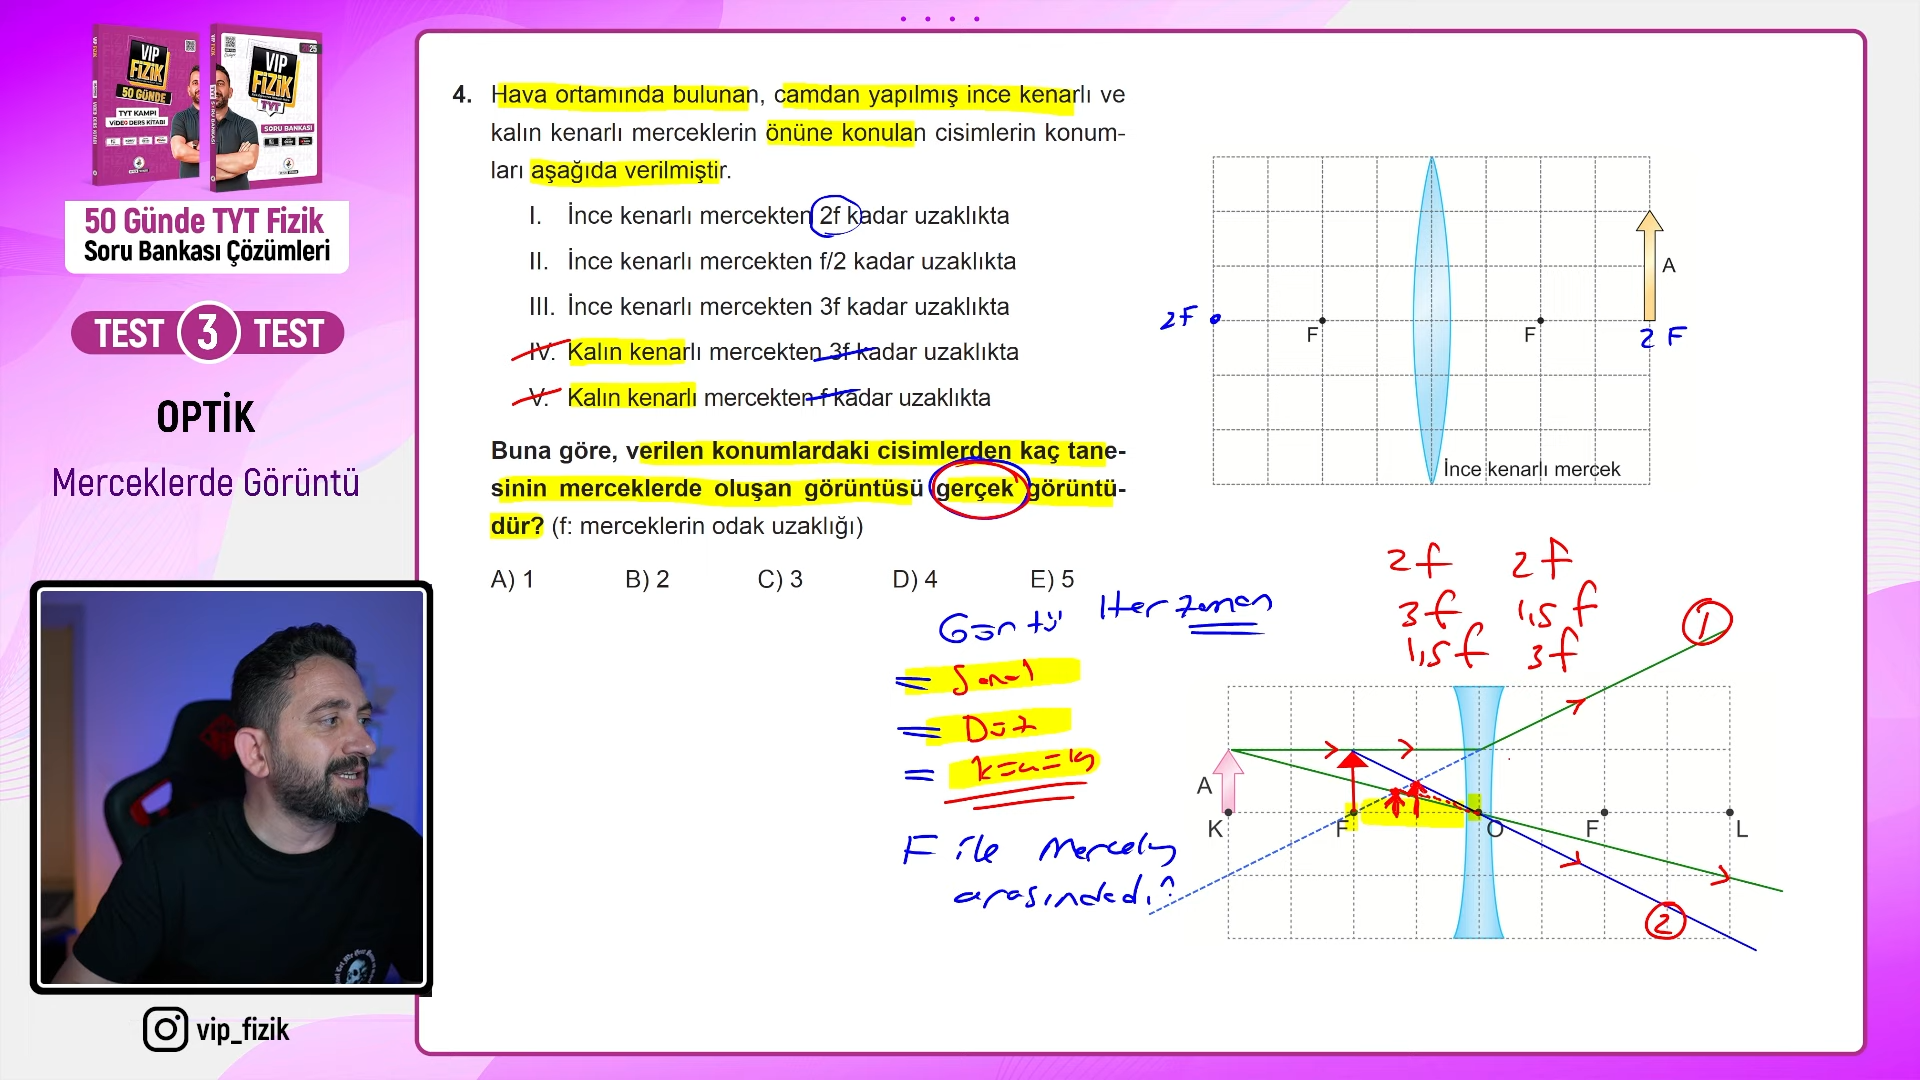 VIP
FİZİK
50 GÜNDE
TYT KAMPI
VİDEO DERS KİTABI
VIP
FİZİK
TYT
SORU BANKASI
50 Günde TYT Fizik
Soru Bankası Çözümleri
TEST 3 TEST
OPTİK
Merceklerde Görüntü
vip_fizik
4. Hava ortamında bulunan, camdan yapılmış ince kenarlı ve
kalın kenarlı merceklerin önüne konulan cisimlerin konum-
ları aşağıda verilmiştir.
I. İnce kenarlı mercekten 2f kadar uzaklıkta
II. İnce kenarlı mercekten f/2 kadar uzaklıkta
III. İnce kenarlı mercekten 3f kadar uzaklıkta
IV. Kalın kenarlı mercekten 3f kadar uzaklıkta
V. Kalın kenarlı mercekten f kadar uzaklıkta
Buna göre, verilen konumlardaki cisimlerden kaç tane-
sinin merceklerde oluşan görüntüsü gerçek görüntü-
dür? (f: merceklerin odak uzaklığı)
A) 1 B) 2 C) 3 D) 4 E) 5
A
2F F F 2F
İnce kenarlı mercek
2f 2f
3f 1,5f
1,5f 3f
Her zaman
= Sanal
= Düz
F ile Mercek
arasındadır
1
A
K F O F L
2